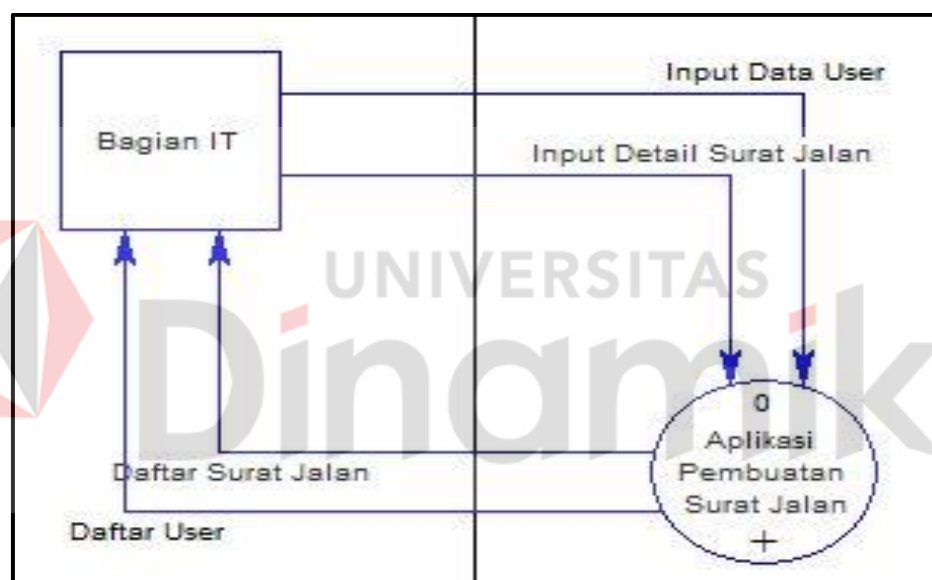 Input Data User
Bagian IT
Input Detail Surat Jalan
UNIVERSITAS
Dinamik
0
Aplikasi
Pembuatan
Surat Jalan
+
Daftar Surat Jalan
Daftar User